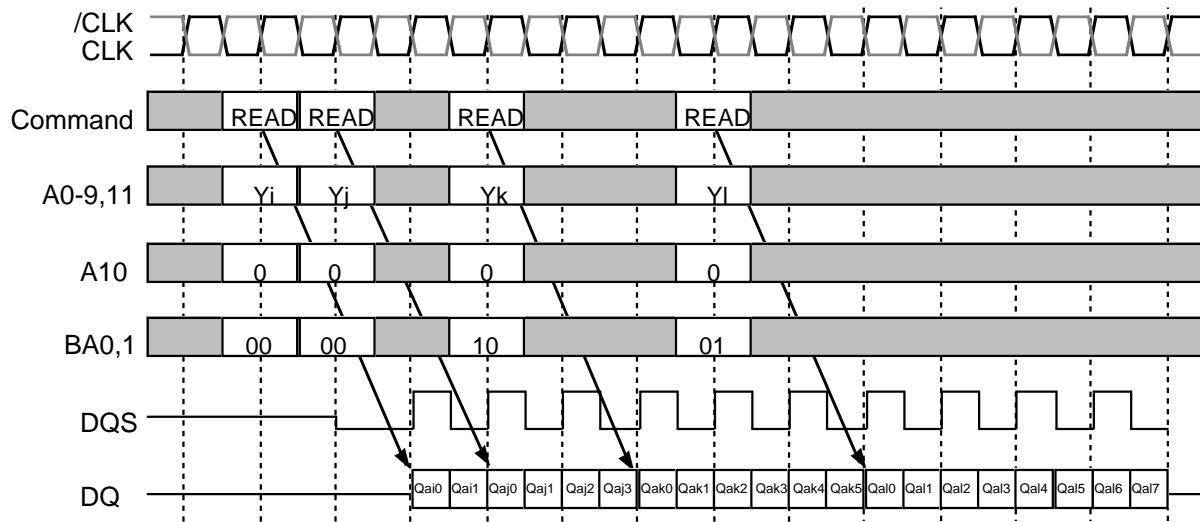 /CLK
CLK
Command READ READ READ READ
A0-9,11 Yi Yj Yk Yl
A10 0 0 0 0
BA0,1 00 00 10 01
DQS
DQ Qai0 Qai1 Qaj0 Qaj1 Qaj2 Qaj3 Qak0 Qak1 Qak2 Qak3 Qak4 Qak5 Qal0 Qal1 Qal2 Qal3 Qal4 Qal5 Qal6 Qal7